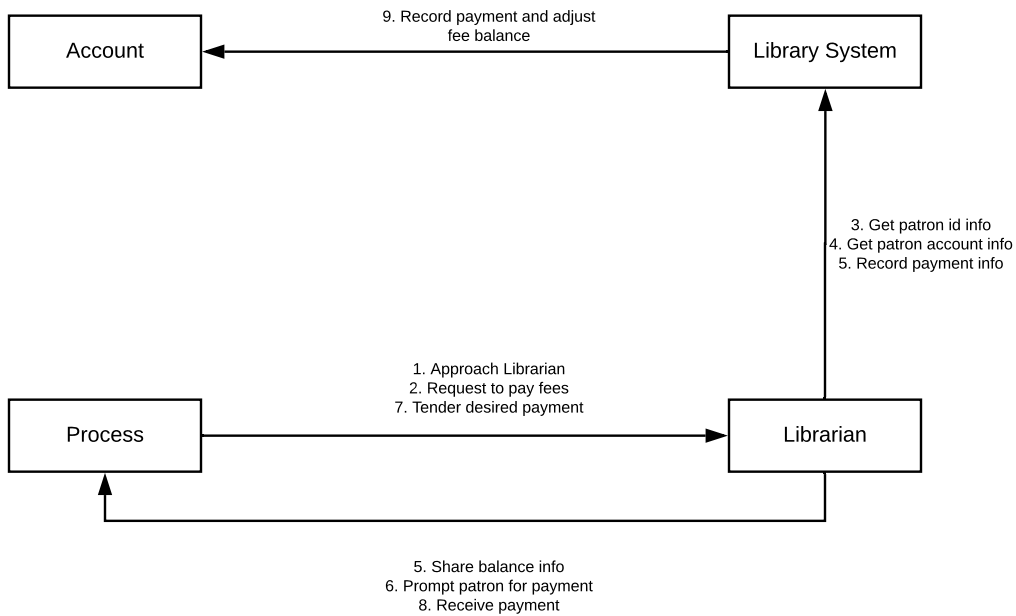 9. Record payment and adjust
fee balance
Account
Library System
3. Get patron id info
4. Get patron account info
5. Record payment info
1. Approach Librarian
2. Request to pay fees
7. Tender desired payment
Process
Librarian
5. Share balance info
6. Prompt patron for payment
8. Receive payment